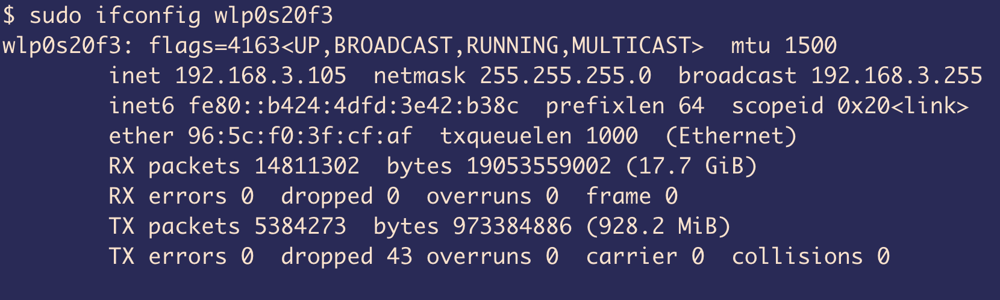 $ sudo ifconfig wlp0s20f3
wlp0s20f3: flags=4163<UP,BROADCAST,RUNNING,MULTICAST>  mtu 1500
        inet 192.168.3.105  netmask 255.255.255.0  broadcast 192.168.3.255
        inet6 fe80::b424:4dfd:3e42:b38c  prefixlen 64  scopeid 0x20<link>
        ether 96:5c:f0:3f:cf:af  txqueuelen 1000  (Ethernet)
        RX packets 14811302  bytes 19053559002 (17.7 GiB)
        RX errors 0  dropped 0  overruns 0  frame 0
        TX packets 5384273  bytes 973384886 (928.2 MiB)
        TX errors 0  dropped 43 overruns 0  carrier 0  collisions 0